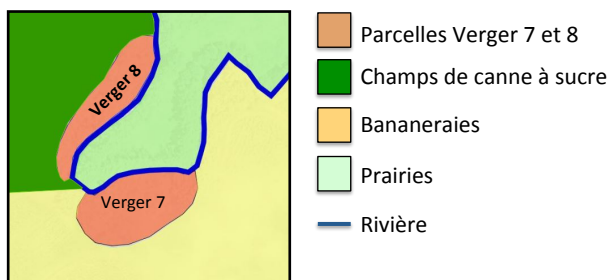 Verger 8
Verger 7
Parcelles Verger 7 et 8
Champs de canne à sucre
Bananeraies
Prairies
Rivière